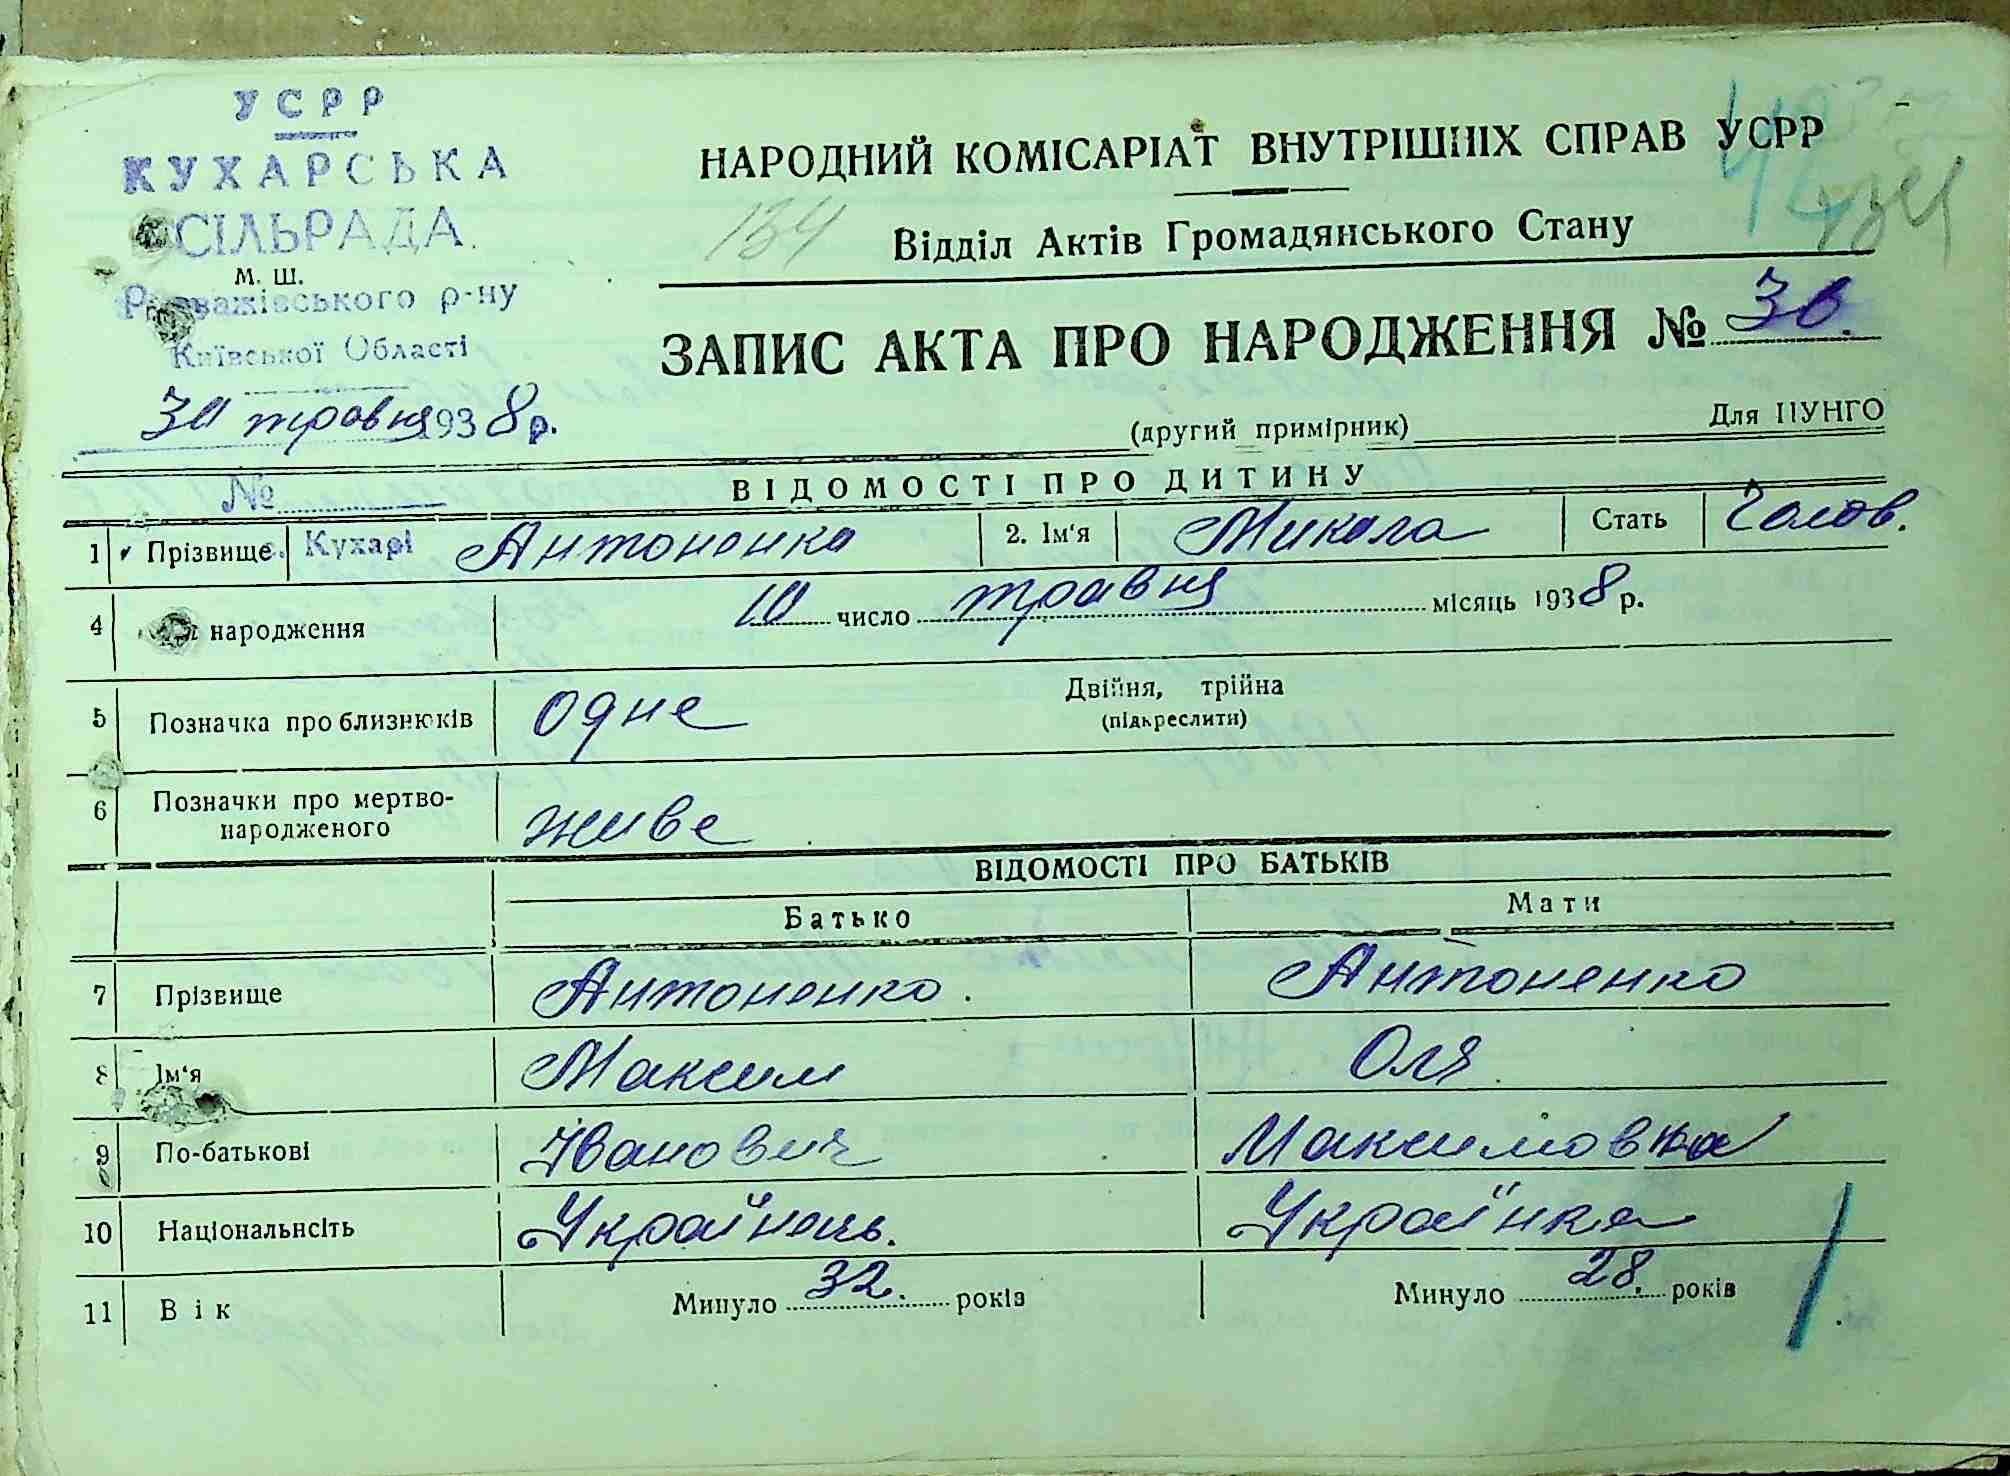 УСРР
КУХАРСЬКА
СІЛЬРАДА
М. Ш.
Розважівського р-ну
Київської Області
30 травня 1938 р.
№
с. Кухарі
НАРОДНИЙ КОМІСАРІАТ ВНУТРІШНІХ СПРАВ УСРР
134
Відділ Актів Громадянського Стану
ЗАПИС АКТА ПРО НАРОДЖЕННЯ № 30.
(другий примірник) Для ЦУНГО
ВІДОМОСТІ ПРО ДИТИНУ
1 Прізвище Антоненко 2. Ім‘я Микола Стать Чолов.
4 народження 10 число травня місяць 1938 р.
5 Позначка про близнюків одне Двійня, трійна
(підкреслити)
6 Позначки про мертво-
народженого живе
ВІДОМОСТІ ПРО БАТЬКІВ
Батько Мати
7 Прізвище Антоненко. Антоненко
8 Ім‘я Максим Оля
9 По-батькові Іванович Максимовна
10 Національнсіть Українець. Українка
11 Вік Минуло 32. років Минуло 28. років